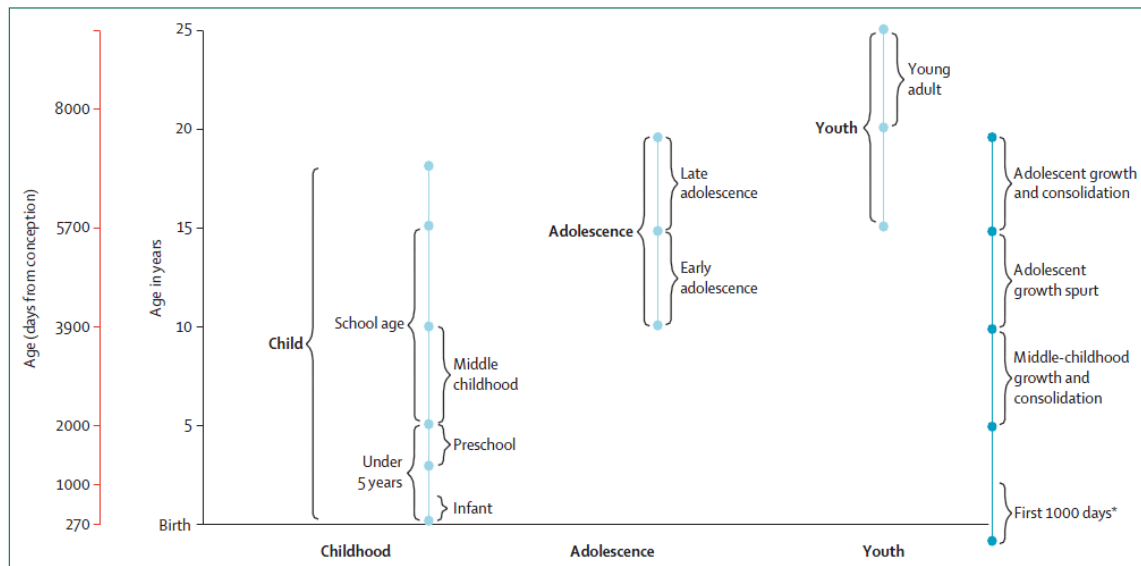 Age (days from conception)
8000
5700
3900
2000
1000
270
Age in years
25
20
15
10
5
Birth
Child
School age
Middle
childhood
Under
5 years
Preschool
Infant
Adolescence
Late
adolescence
Early
adolescence
Youth
Young
adult
Adolescent growth
and consolidation
Adolescent
growth spurt
Middle-childhood
growth and
consolidation
First 1000 days*
Childhood
Adolescence
Youth